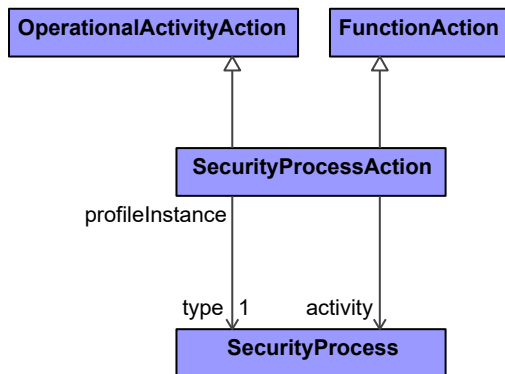 OperationalActivityAction
FunctionAction
SecurityProcessAction
profileInstance
type 1
activity
SecurityProcess